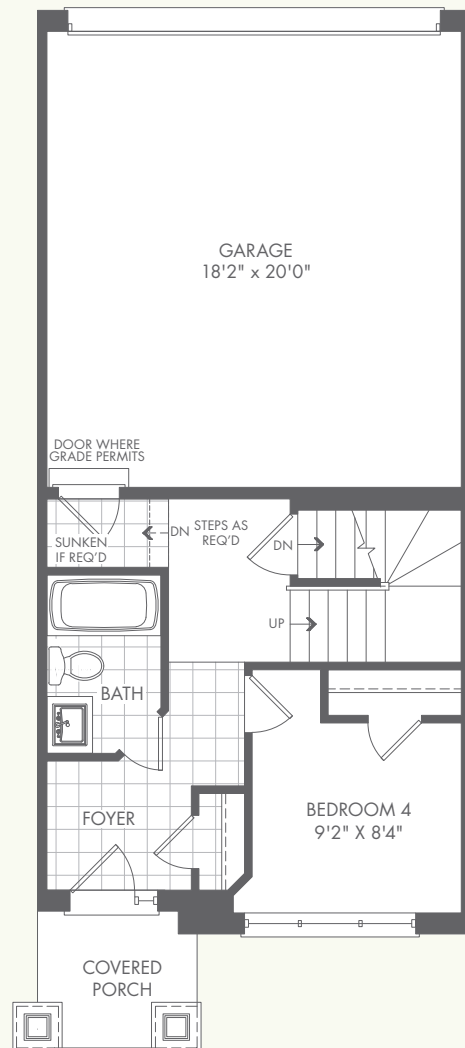 GARAGE
18'2" x 20'0"
DOOR WHERE
GRADE PERMITS
SUNKEN
IF REQ'D
DN
STEPS AS
REQ'D
DN
UP
BATH
FOYER
BEDROOM 4
9'2" X 8'4"
COVERED
PORCH